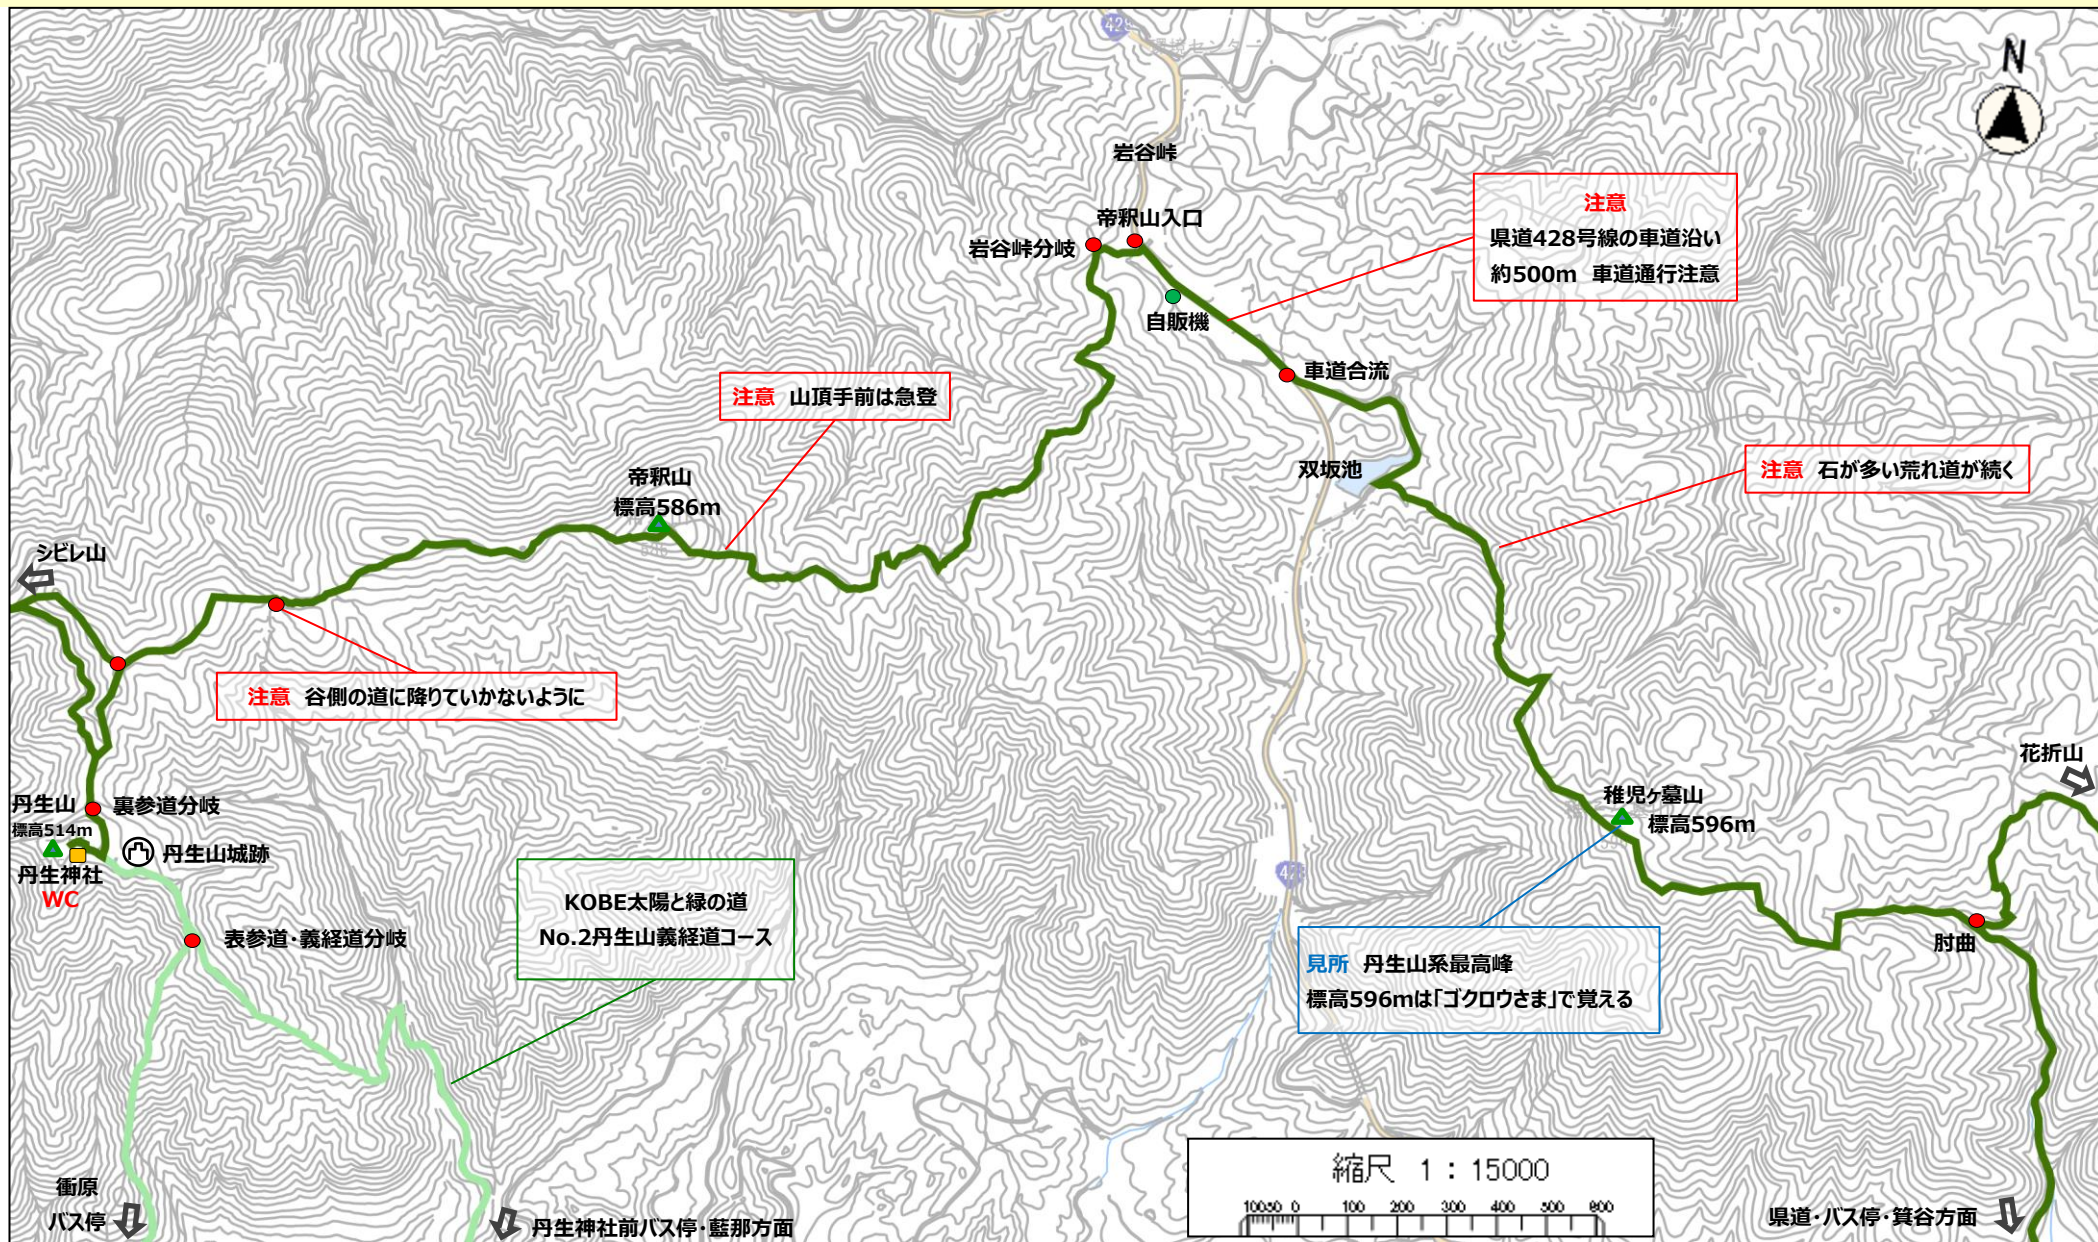 428
環境センター
N
岩谷峠
帝釈山入口
岩谷峠分岐
注意
県道428号線の車道沿い
約500m 車道通行注意
自販機
車道合流
注意 山頂手前は急登
双坂池
注意 石が多い荒れ道が続く
帝釈山
標高586m
586
シビレ山
注意 谷側の道に降りていかないように
花折山
丹生山
標高514m
裏参道分岐
丹生山城跡
丹生神社
WC
稚児ヶ墓山
標高596m
428
KOBE太陽と緑の道
No.2丹生山義経道コース
表参道・義経道分岐
肘曲
見所 丹生山系最高峰
標高596mは「ゴクロウさま」で覚える
縮尺 1:15000
100 50 0 100 200 300 400 500 600
衝原
バス停
丹生神社前バス停・藍那方面
県道・バス停・箕谷方面